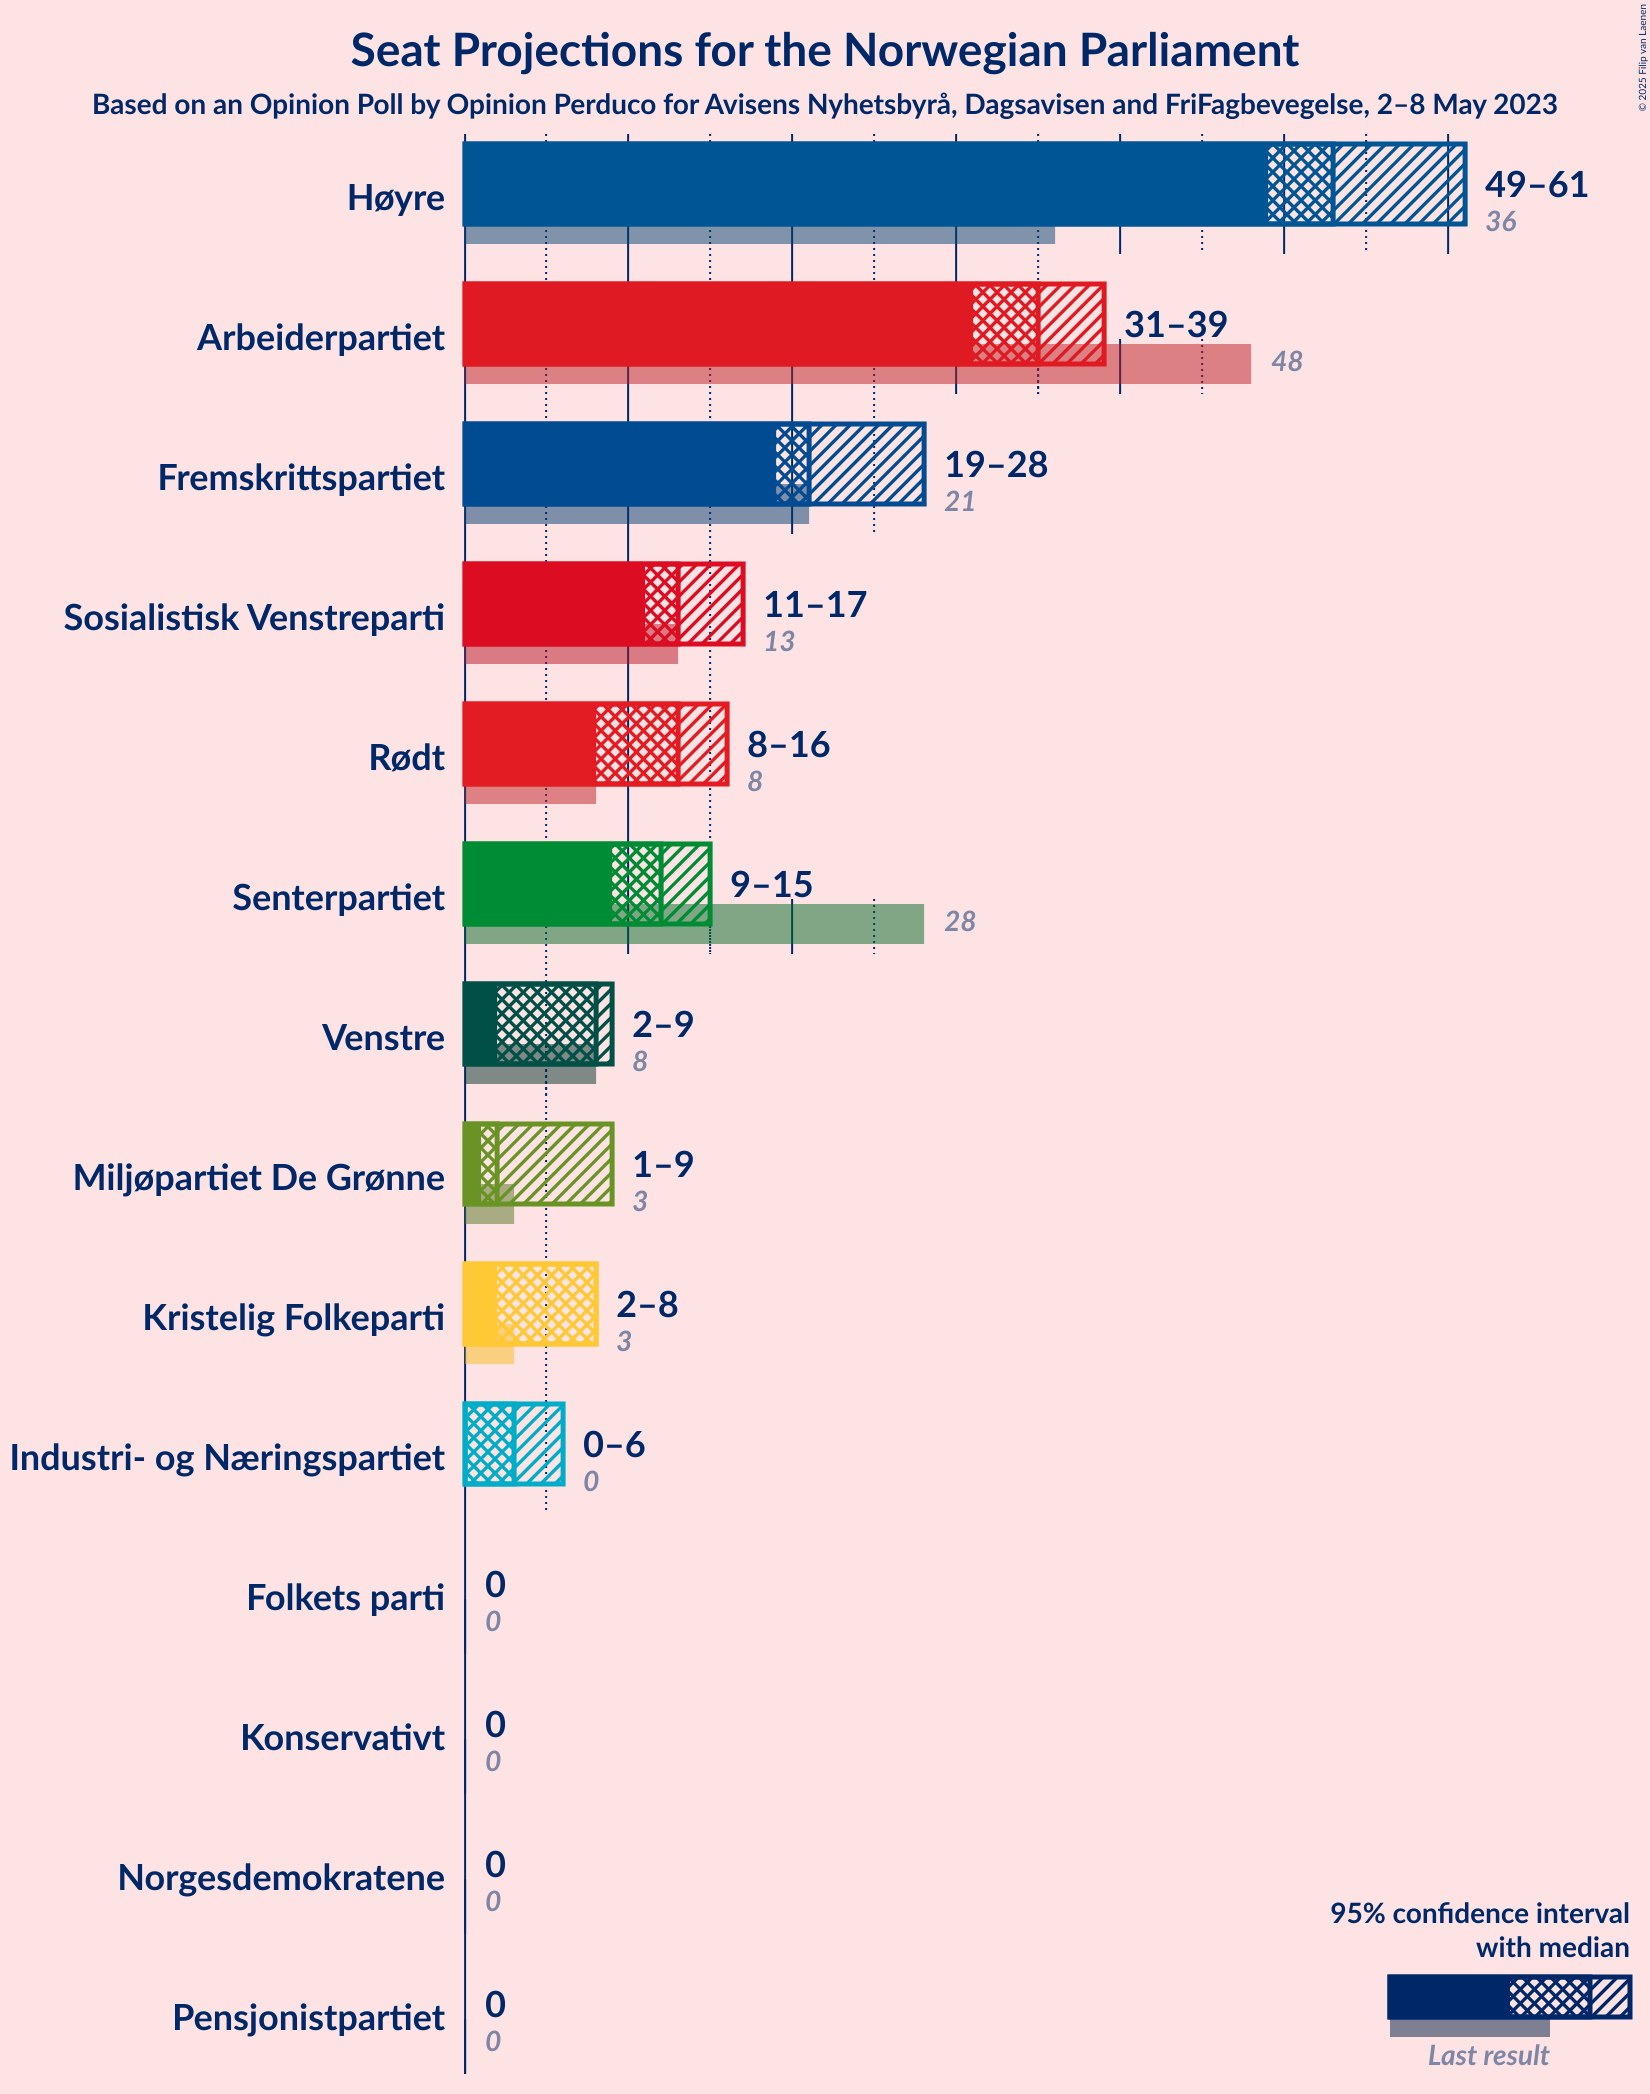 Seat Projections for the Norwegian Parliament
Based on an Opinion Poll by Opinion Perduco for Avisens Nyhetsbyrå, Dagsavisen and FriFagbevegelse, 2–8 May 2023
© 2025 Filip van Laenen
Høyre
49–61
36
Arbeiderpartiet
31–39
48
Fremskrittspartiet
19–28
21
Sosialistisk Venstreparti
11–17
13
Rødt
8–16
8
Senterpartiet
9–15
28
Venstre
2–9
8
Miljøpartiet De Grønne
1–9
3
Kristelig Folkeparti
2–8
3
Industri- og Næringspartiet
0–6
0
Folkets parti
0
0
Konservativt
0
0
Norgesdemokratene
0
0
Pensjonistpartiet
0
0
95% confidence interval
with median
Last result